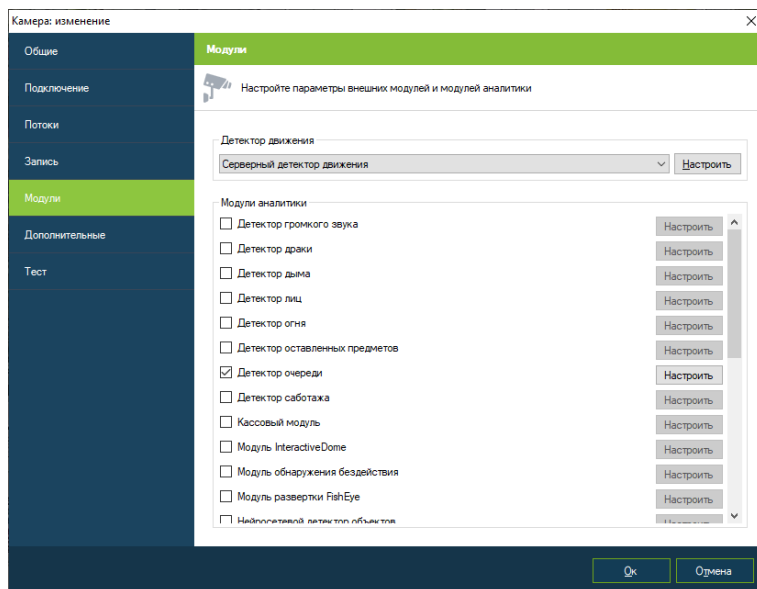 Камера: изменение
Общие
Подключение
Потоки
Запись
Модули
Дополнительные
Тест
Модули
Настройте параметры внешних модулей и модулей аналитики
Детектор движения
Серверный детектор движения Настроить
Модули аналитики
Детектор громкого звука Настроить
Детектор драки Настроить
Детектор дыма Настроить
Детектор лиц Настроить
Детектор огня Настроить
Детектор оставленных предметов Настроить
Детектор очереди Настроить
Детектор саботажа Настроить
Кассовый модуль Настроить
Модуль InteractiveDome Настроить
Модуль обнаружения бездействия Настроить
Модуль развертки FishEye Настроить
Нейросетевой детектор объектов Настроить
Ок Отмена